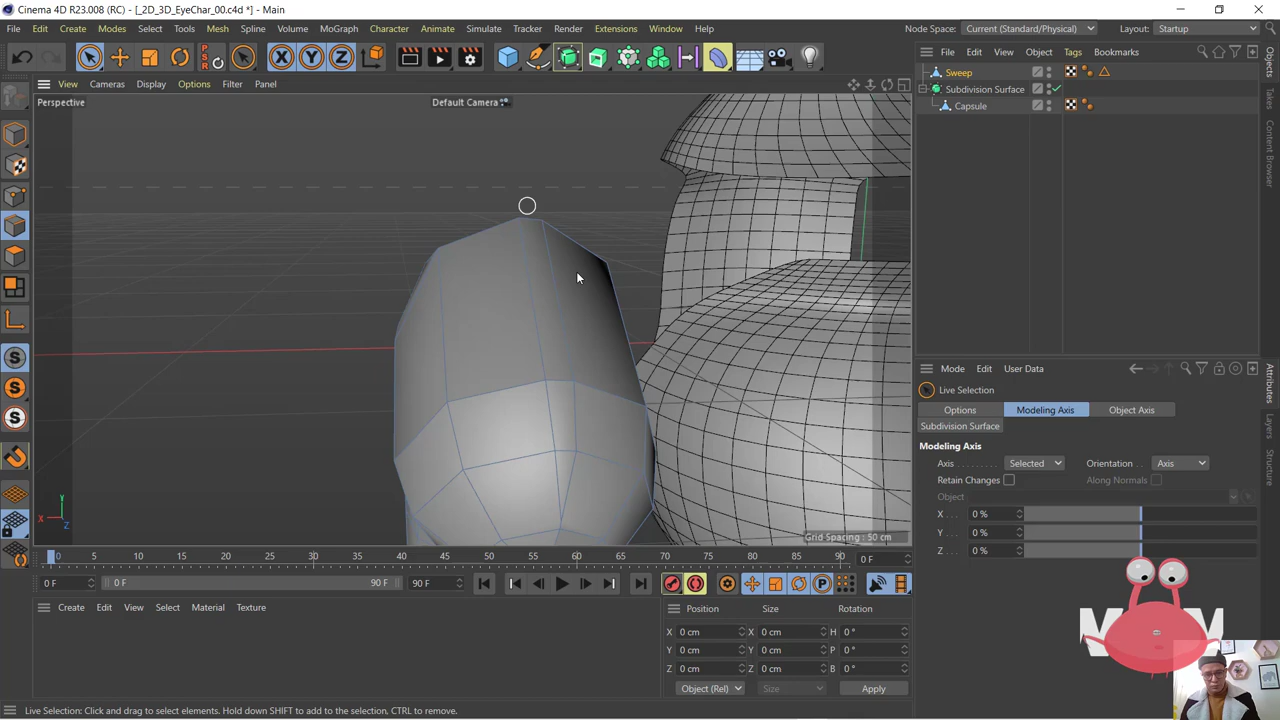 Cinema 4D R23.008 (RC) - [_2D_3D_EyeChar_00.c4d *] - Main
File Edit Create Modes Select Tools Mesh Spline Volume MoGraph Character Animate Simulate Tracker Render Extensions Window Help
Node Space: Current (Standard/Physical) Layout: Startup
PSR X Y Z
File Edit View Object Tags Bookmarks
View Cameras Display Options Filter Panel
Perspective Default Camera
Sweep
Subdivision Surface
Capsule
Objects
Takes
Content Browser
Mode Edit User Data
Live Selection
Options Modeling Axis Object Axis
Subdivision Surface
Modeling Axis
Axis Selected Orientation Axis
Retain Changes Along Normals
Object
X 0 %
Y 0 %
Z 0 %
Attributes
Layers
Structure
Y
X
Z
Grid Spacing : 50 cm
0 5 10 15 20 25 30 35 40 45 50 55 60 65 70 75 80 85 90 0 F
0 F 0 F 90 F 90 F
Create Edit View Select Material Texture
Position Size Rotation
X 0 cm X 0 cm H 0 °
Y 0 cm Y 0 cm P 0 °
Z 0 cm Z 0 cm B 0 °
Object (Rel) Size Apply
Live Selection: Click and drag to select elements. Hold down SHIFT to add to the selection, CTRL to remove.